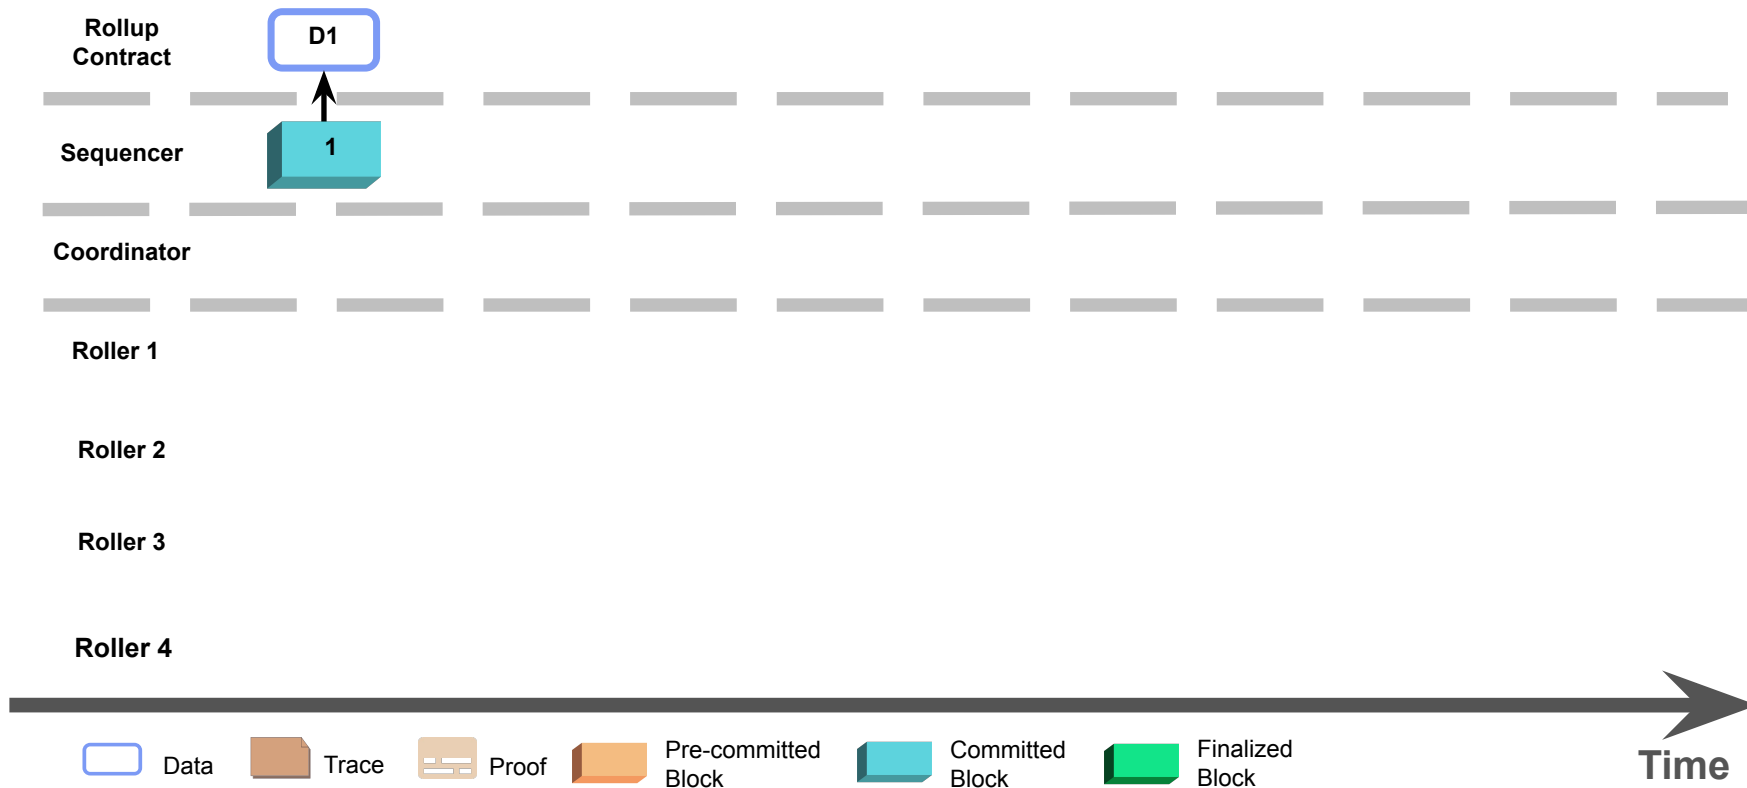 Rollup
Contract
D1
Sequencer
1
Coordinator
Roller 1
Roller 2
Roller 3
Roller 4
Data
Trace
Proof
Pre-committed
Block
Committed
Block
Finalized
Block
Time